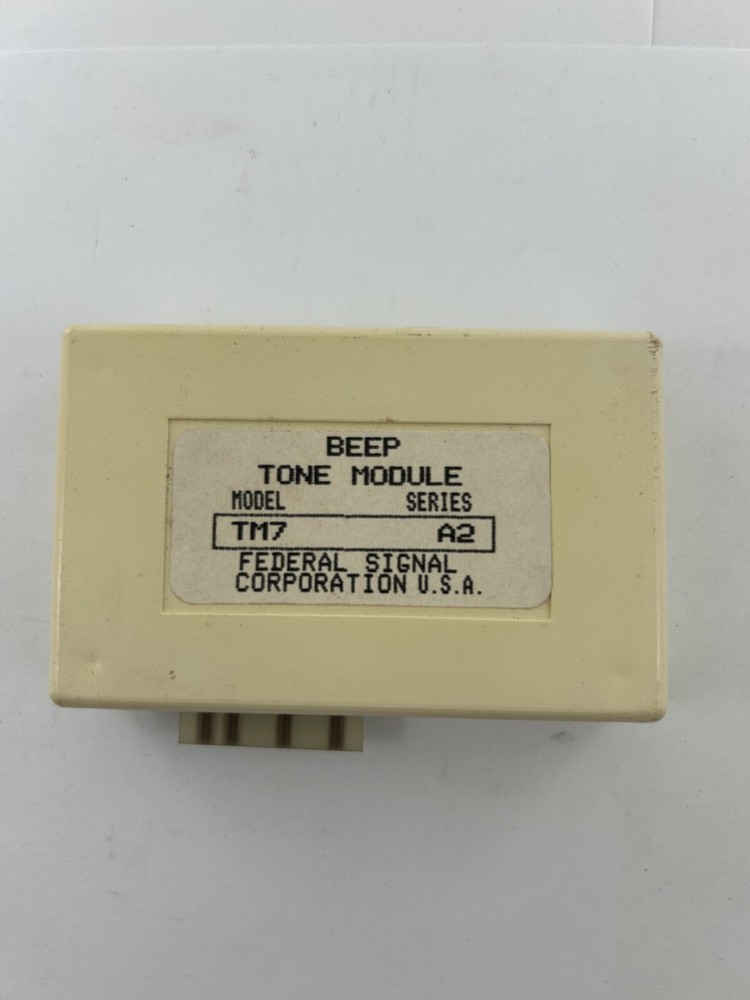 BEEP
TONE MODULE
MODEL SERIES
TM7 A2
FEDERAL SIGNAL
CORPORATION U.S.A.